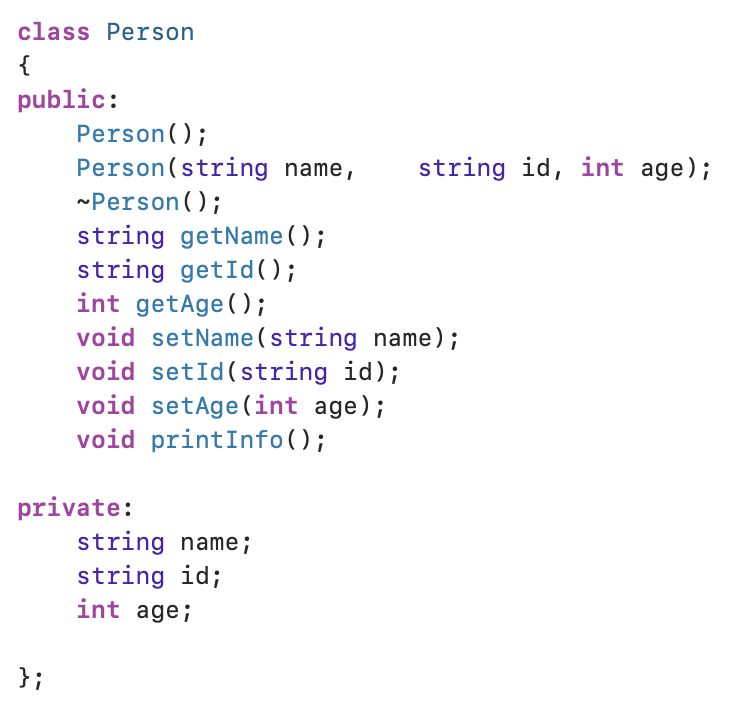 class Person
{
public:
    Person();
    Person(string name,    string id, int age);
    ~Person();
    string getName();
    string getId();
    int getAge();
    void setName(string name);
    void setId(string id);
    void setAge(int age);
    void printInfo();

private:
    string name;
    string id;
    int age;

};